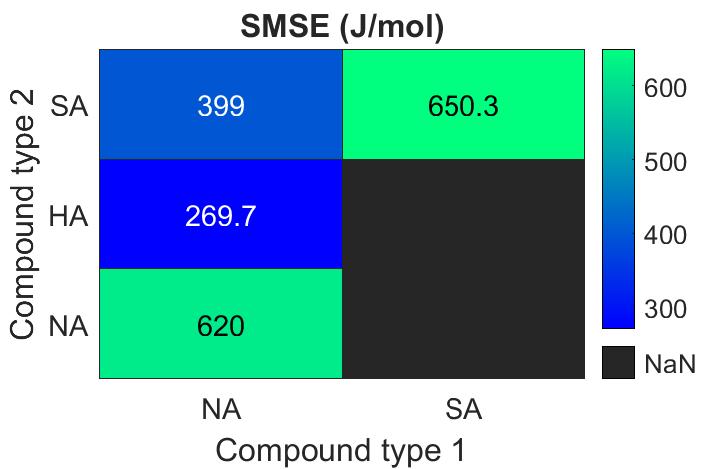 SMSE (J/mol)
Compound type 2
SA
399
650.3
HA
269.7
NA
620
NA
SA
Compound type 1
600
500
400
300
NaN